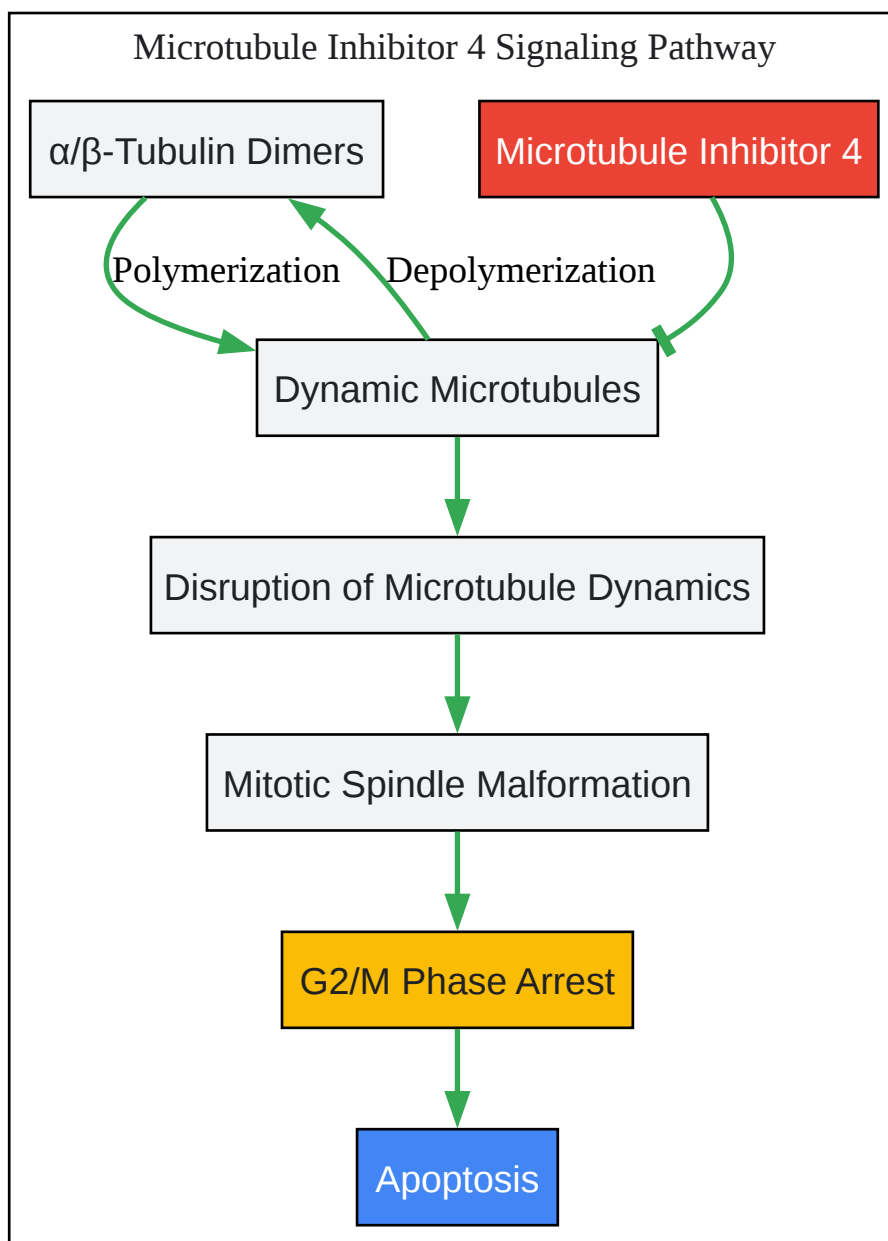 Microtubule Inhibitor 4 Signaling Pathway
α/β-Tubulin Dimers
Microtubule Inhibitor 4
Polymerization
Depolymerization
Dynamic Microtubules
Disruption of Microtubule Dynamics
Mitotic Spindle Malformation
G2/M Phase Arrest
Apoptosis